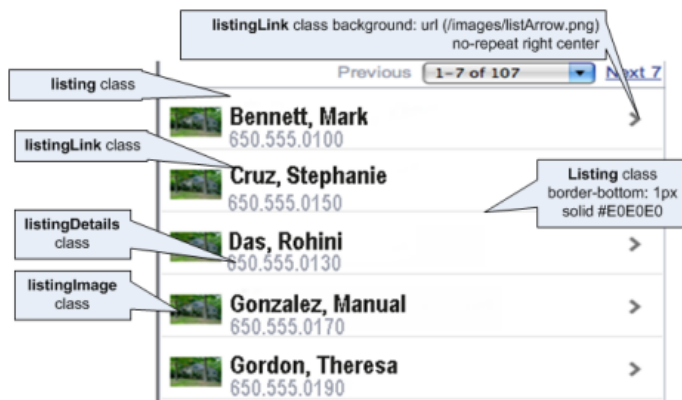 listingLink class background: url (/images/listArrow.png)
no-repeat right center
Previous 1-7 of 107 Next 7
listing class
Bennett, Mark
650.555.0100
listingLink class
Cruz, Stephanie
650.555.0150
Listing class
border-bottom: 1px
solid #E0E0E0
listingDetails
class
Das, Rohini
650.555.0130
listingImage
class
Gonzalez, Manual
650.555.0170
Gordon, Theresa
650.555.0190